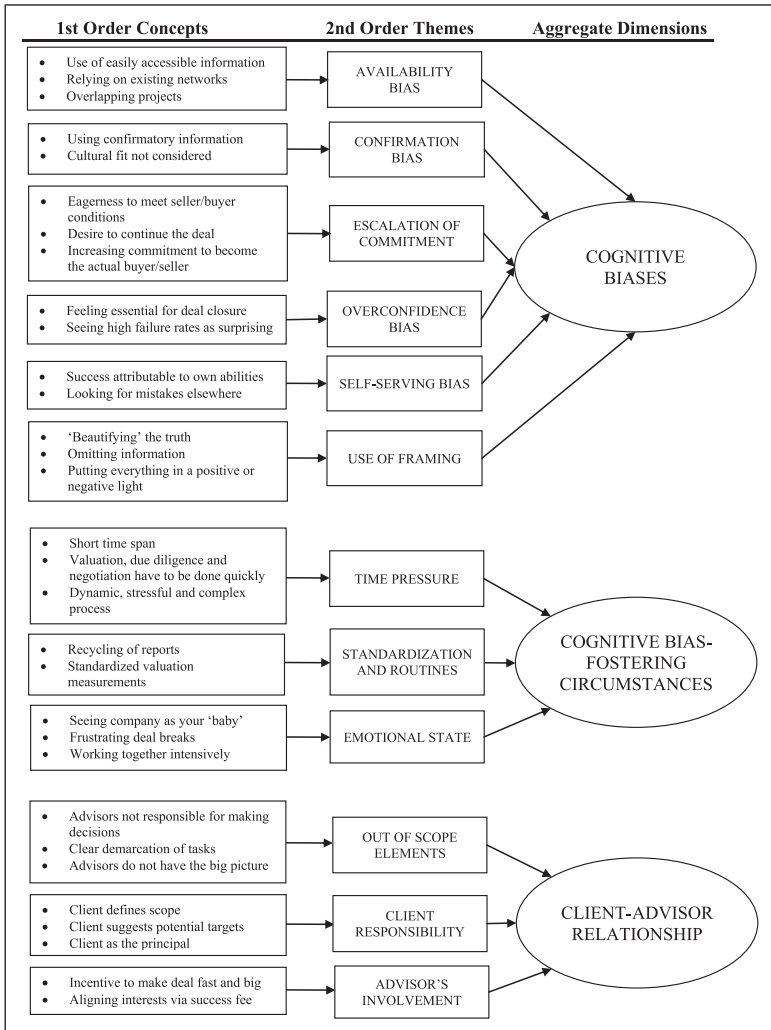 1st Order Concepts 2nd Order Themes Aggregate Dimensions
• Use of easily accessible information
• Relying on existing networks
• Overlapping projects
AVAILABILITY
BIAS
• Using confirmatory information
• Cultural fit not considered
CONFIRMATION
BIAS
• Eagerness to meet seller/buyer
conditions
• Desire to continue the deal
• Increasing commitment to become
the actual buyer/seller
ESCALATION OF
COMMITMENT
• Feeling essential for deal closure
• Seeing high failure rates as surprising
OVERCONFIDENCE
BIAS
• Success attributable to own abilities
• Looking for mistakes elsewhere
SELF-SERVING BIAS
• ‘Beautifying’ the truth
• Omitting information
• Putting everything in a positive or
negative light
USE OF FRAMING
COGNITIVE
BIASES
• Short time span
• Valuation, due diligence and
negotiation have to be done quickly
• Dynamic, stressful and complex
process
TIME PRESSURE
• Recycling of reports
• Standardized valuation
measurements
STANDARDIZATION
AND ROUTINES
• Seeing company as your ‘baby’
• Frustrating deal breaks
• Working together intensively
EMOTIONAL STATE
COGNITIVE BIAS-
FOSTERING
CIRCUMSTANCES
• Advisors not responsible for making
decisions
• Clear demarcation of tasks
• Advisors do not have the big picture
OUT OF SCOPE
ELEMENTS
• Client defines scope
• Client suggests potential targets
• Client as the principal
CLIENT
RESPONSIBILITY
• Incentive to make deal fast and big
• Aligning interests via success fee
ADVISOR’S
INVOLVEMENT
CLIENT-ADVISOR
RELATIONSHIP